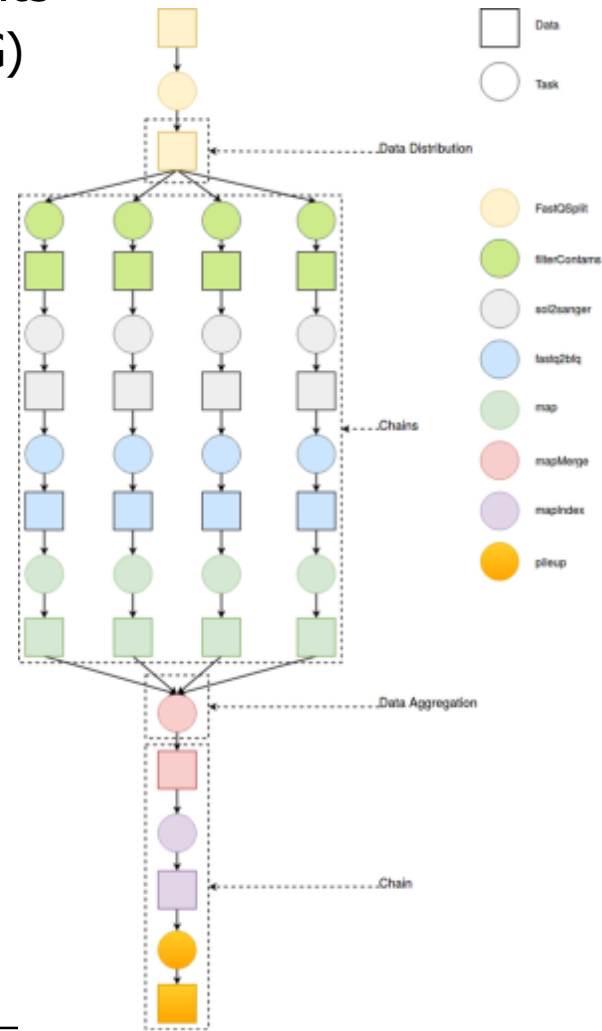 G)
Data
Task
Data Distribution
FastQSplit
filterContams
sol2sanger
fastq2bfq
map
Chains
mapMerge
mapIndex
pileup
Data Aggregation
Chain